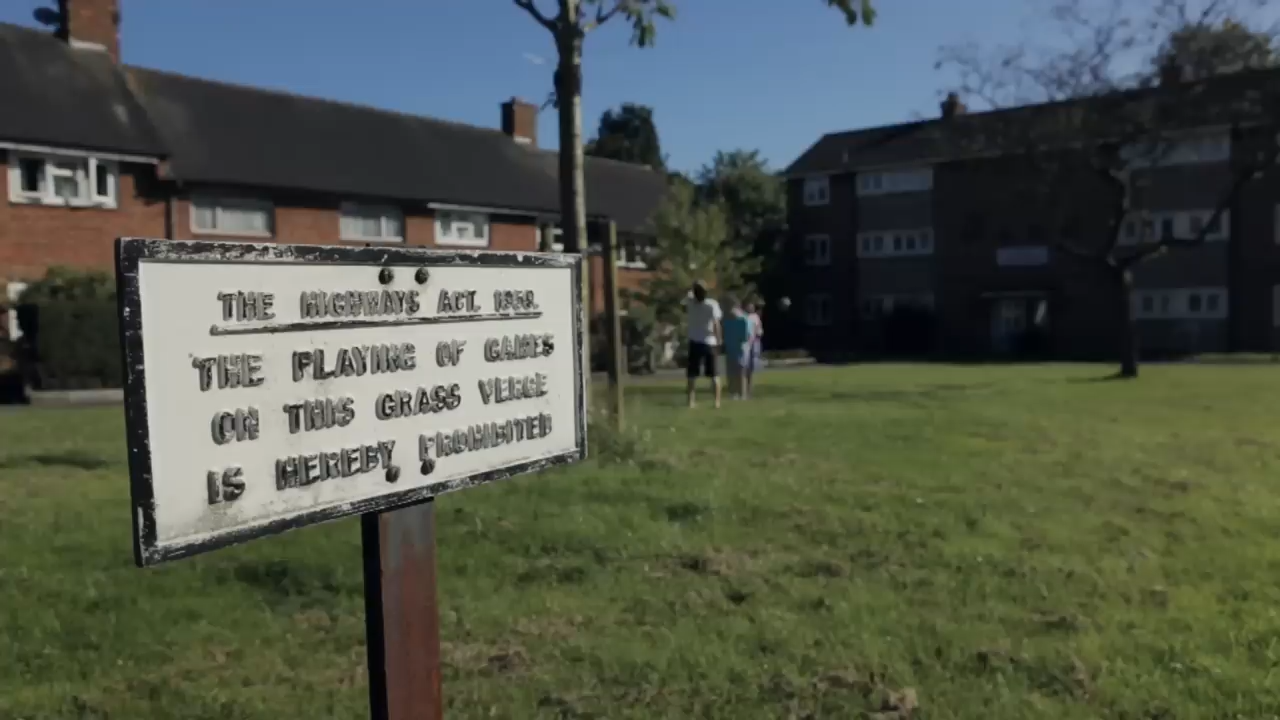 THE HIGHWAYS ACT. 1959.
THE PLAYING OF GAMES
ON THIS GRASS VERGE
IS HEREBY PROHIBITED